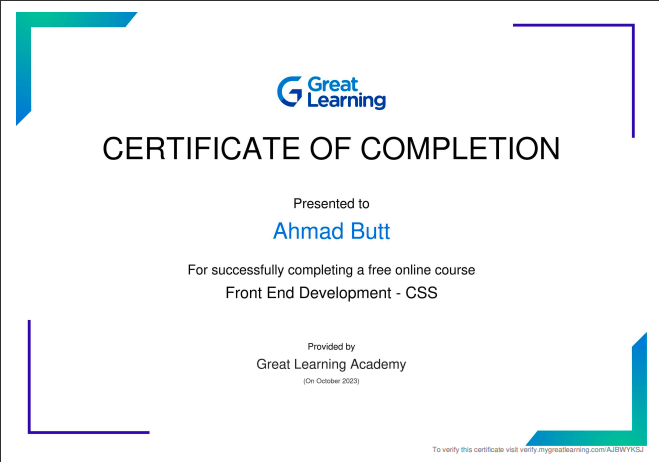 Great
Learning
CERTIFICATE OF COMPLETION
Presented to
Ahmad Butt
For successfully completing a free online course
Front End Development - CSS
Provided by
Great Learning Academy
(On October 2023)
To verify this certificate visit verify.mygreatlearning.com/AJBWYKSJ